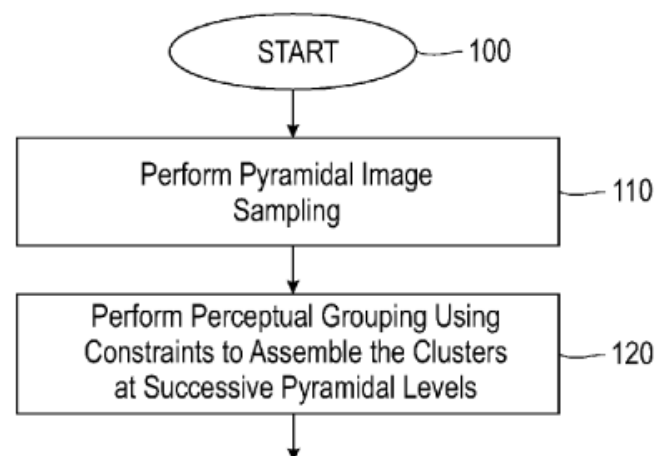 START
100
Perform Pyramidal Image
Sampling
110
Perform Perceptual Grouping Using
Constraints to Assemble the Clusters
at Successive Pyramidal Levels
120